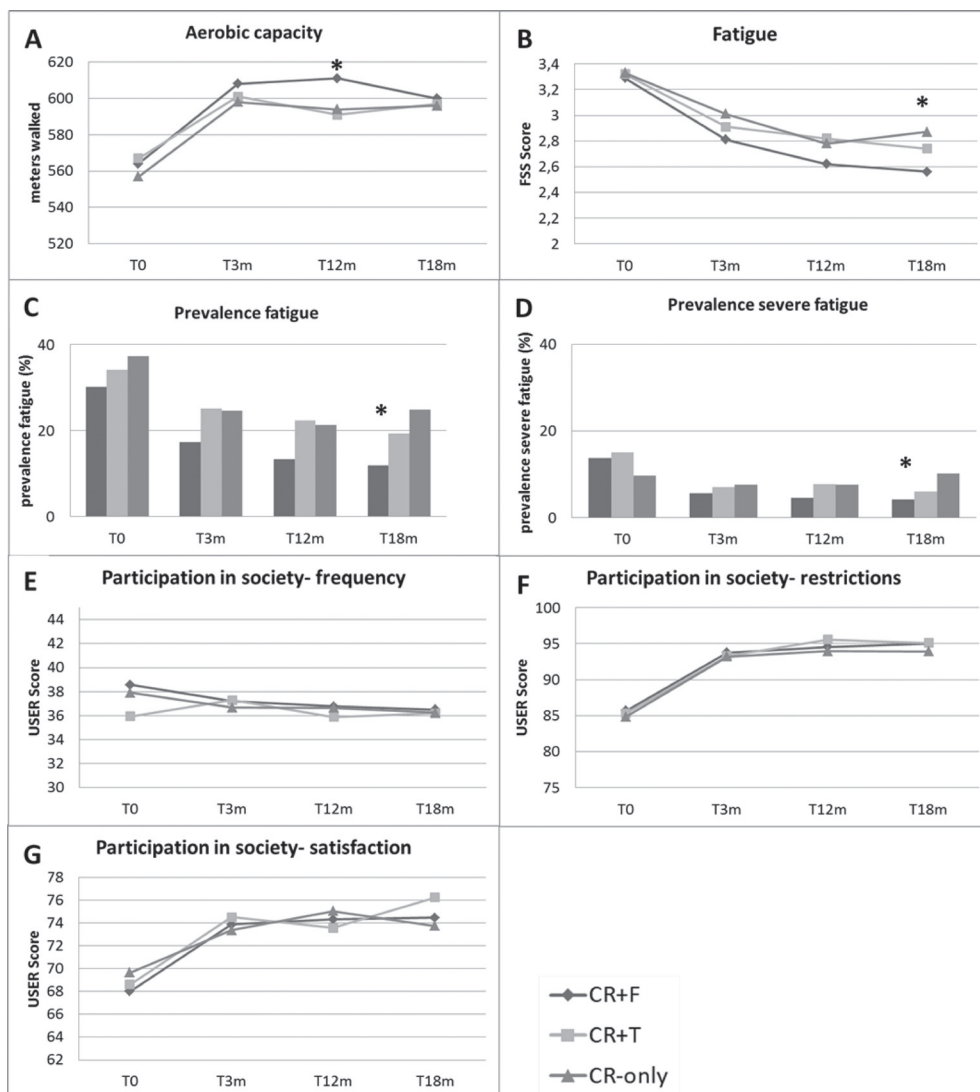 A
Aerobic capacity
meters walked
620
600
580
560
540
520
*
T0 T3m T12m T18m
B
Fatigue
FSS Score
3,4
3,2
3
2,8
2,6
2,4
2,2
2
*
T0 T3m T12m T18m
C
Prevalence fatigue
prevalence fatigue (%)
40
20
0
*
T0 T3m T12m T18m
D
Prevalence severe fatigue
prevalence severe fatigue (%)
40
20
0
*
T0 T3m T12m T18m
E
Participation in society- frequency
USER Score
44
42
40
38
36
34
32
30
T0 T3m T12m T18m
F
Participation in society- restrictions
USER Score
100
95
90
85
80
75
T0 T3m T12m T18m
G
Participation in society- satisfaction
USER Score
78
76
74
72
70
68
66
64
62
T0 T3m T12m T18m
CR+F
CR+T
CR-only